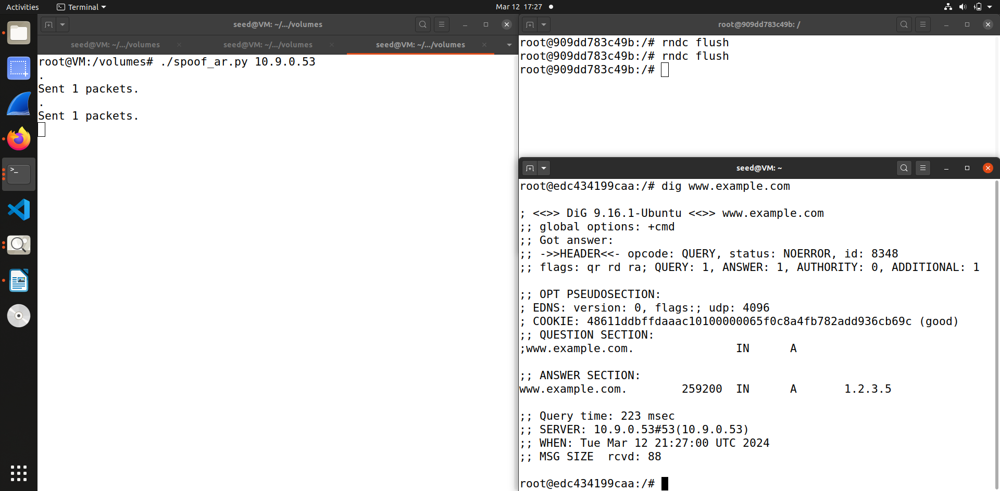 Activities Terminal Mar 12 17:27
seed@VM: ~/.../volumes
seed@VM: ~/.../volumes seed@VM: ~/.../volumes seed@VM: ~/.../volumes
root@VM:/volumes# ./spoof_ar.py 10.9.0.53
.
Sent 1 packets.
.
Sent 1 packets.
root@909dd783c49b: /
root@909dd783c49b:/# rndc flush
root@909dd783c49b:/# rndc flush
root@909dd783c49b:/#
seed@VM: ~
root@edc434199caa:/# dig www.example.com
; <<>> DiG 9.16.1-Ubuntu <<>> www.example.com
;; global options: +cmd
;; Got answer:
;; ->>HEADER<<- opcode: QUERY, status: NOERROR, id: 8348
;; flags: qr rd ra; QUERY: 1, ANSWER: 1, AUTHORITY: 0, ADDITIONAL: 1
;; OPT PSEUDOSECTION:
; EDNS: version: 0, flags:; udp: 4096
; COOKIE: 48611ddbffdaaac10100000065f0c8a4fb782add936cb69c (good)
;; QUESTION SECTION:
;www.example.com. IN A
;; ANSWER SECTION:
www.example.com. 259200 IN A 1.2.3.5
;; Query time: 223 msec
;; SERVER: 10.9.0.53#53(10.9.0.53)
;; WHEN: Tue Mar 12 21:27:00 UTC 2024
;; MSG SIZE  rcvd: 88
root@edc434199caa:/#